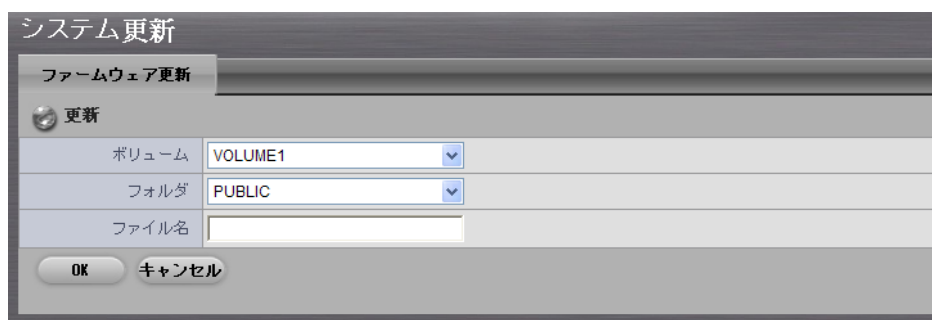 システム更新
ファームウェア更新
更新
ボリューム VOLUME1
フォルダ PUBLIC
ファイル名
OK キャンセル